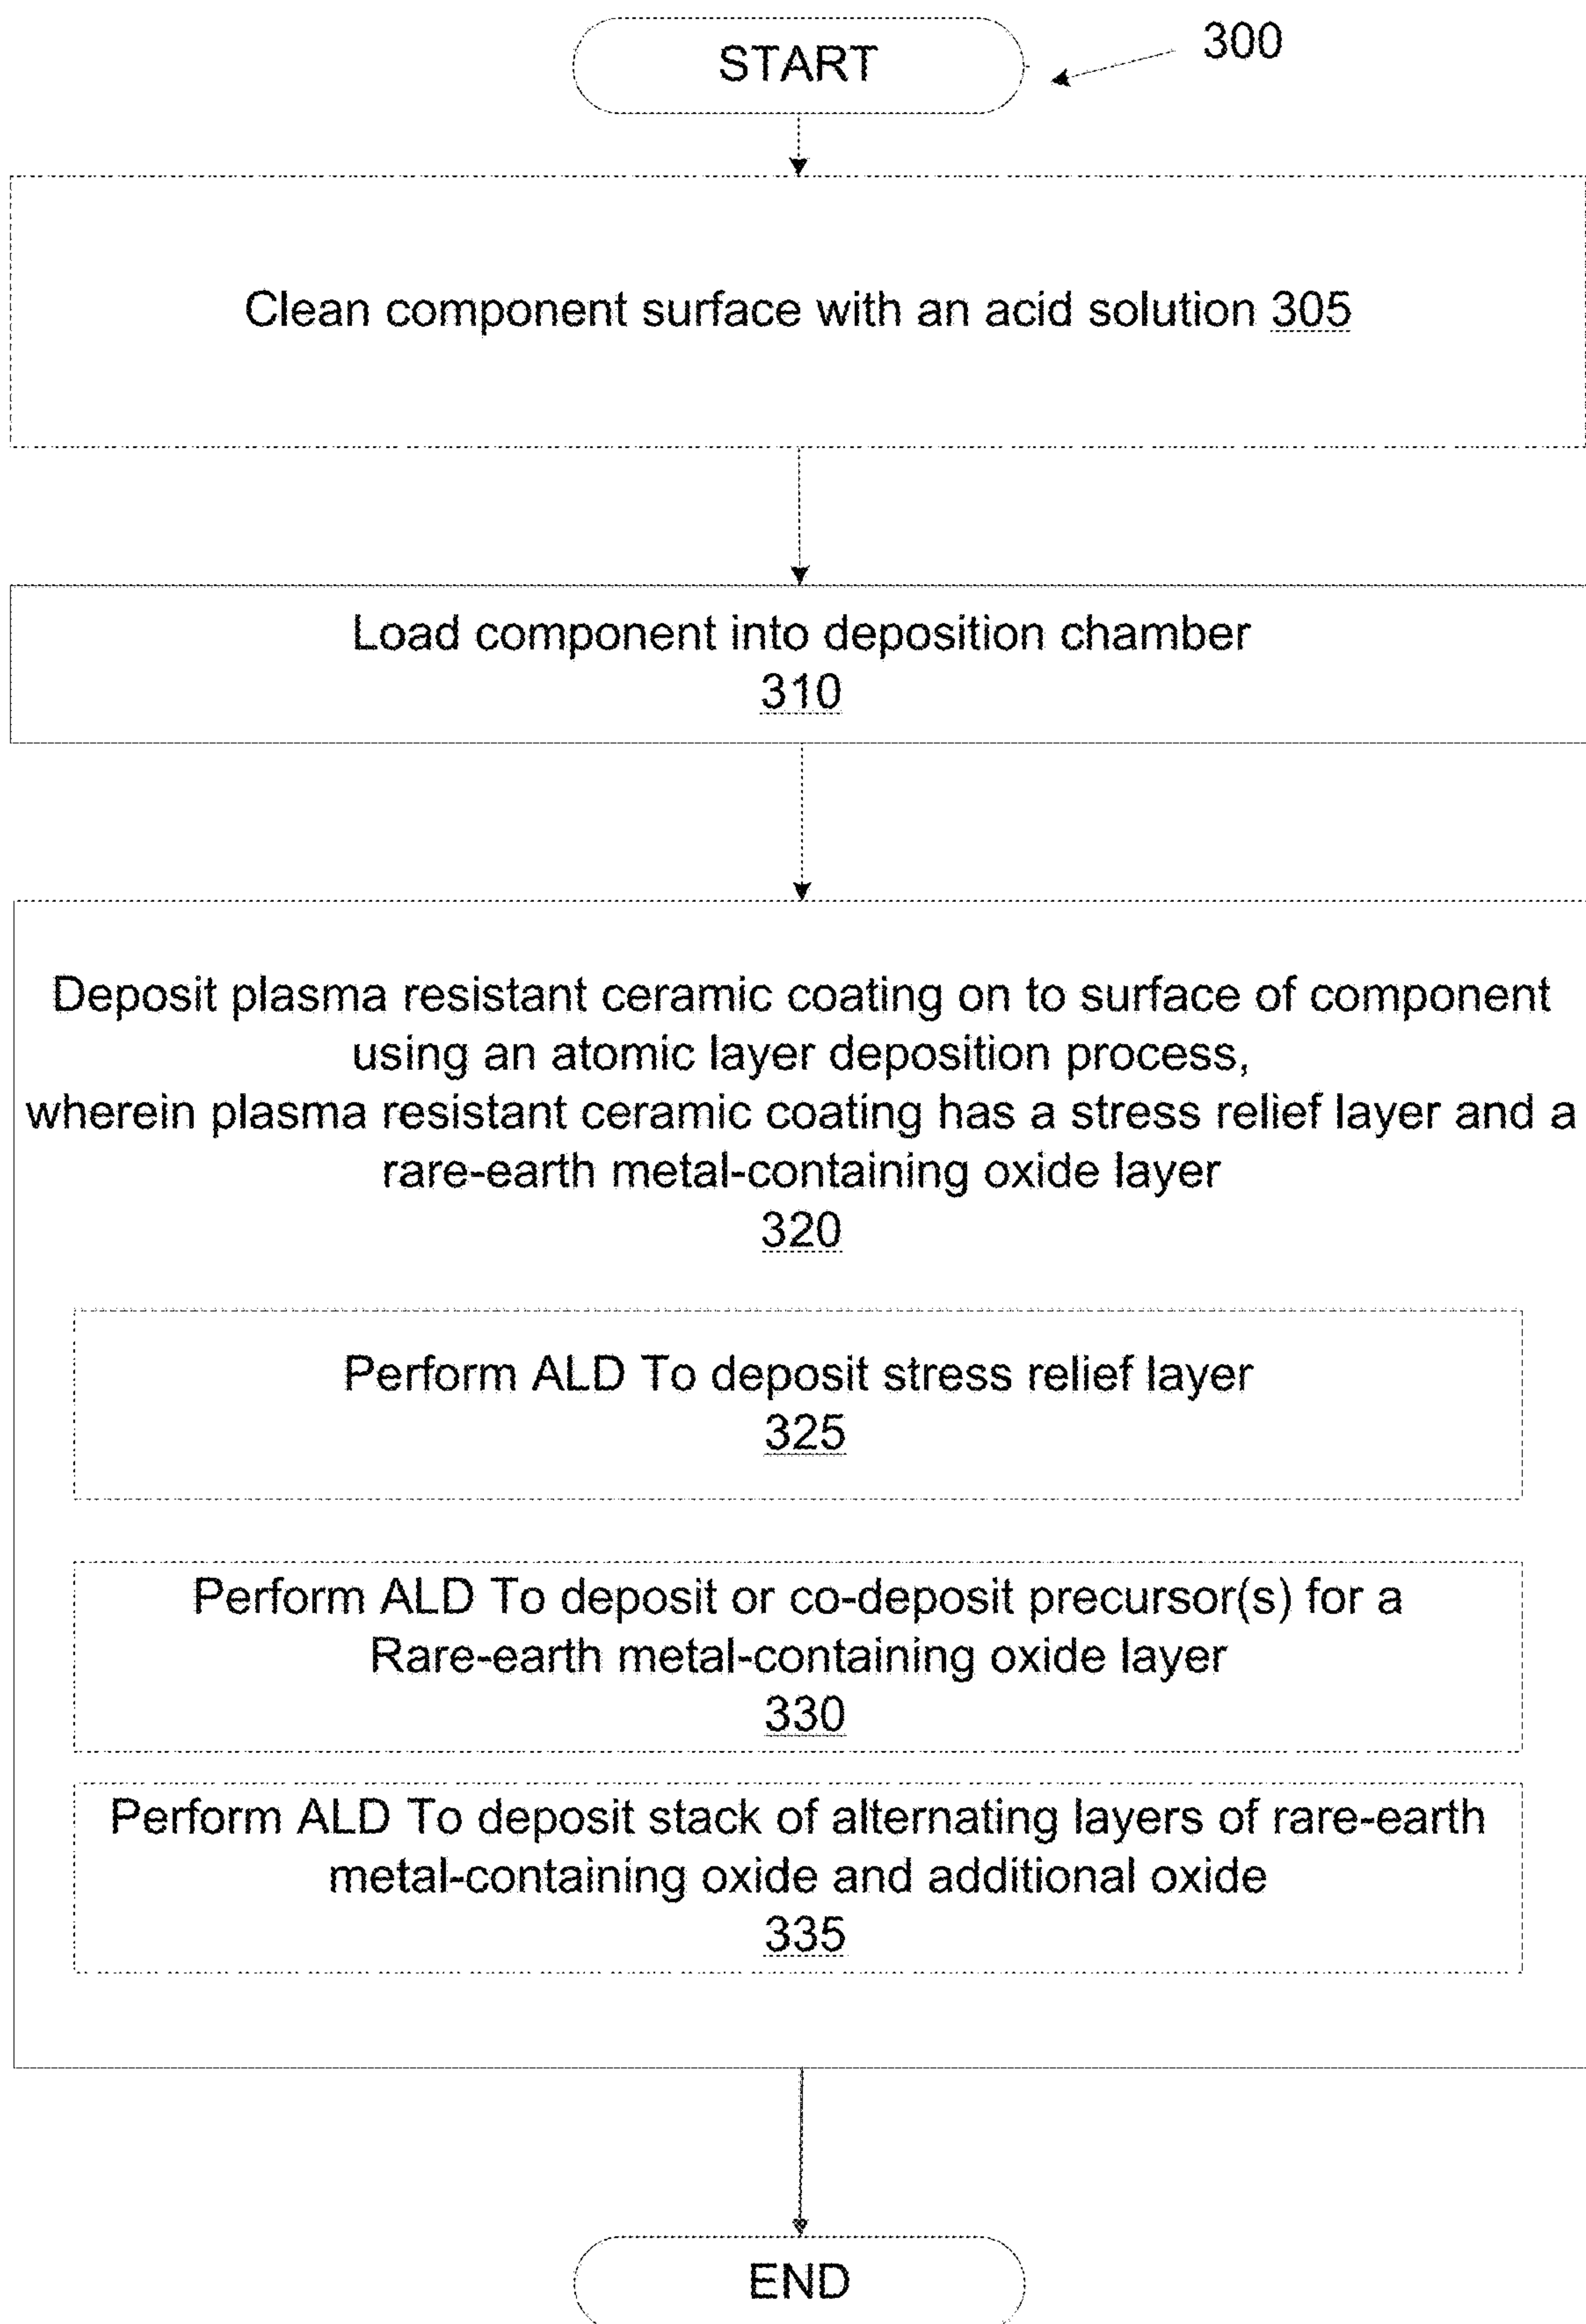 START
300
Clean component surface with an acid solution 305
Load component into deposition chamber
310
Deposit plasma resistant ceramic coating on to surface of component
using an atomic layer deposition process,
wherein plasma resistant ceramic coating has a stress relief layer and a
rare-earth metal-containing oxide layer
320
Perform ALD To deposit stress relief layer
325
Perform ALD To deposit or co-deposit precursor(s) for a
Rare-earth metal-containing oxide layer
330
Perform ALD To deposit stack of alternating layers of rare-earth
metal-containing oxide and additional oxide
335
END